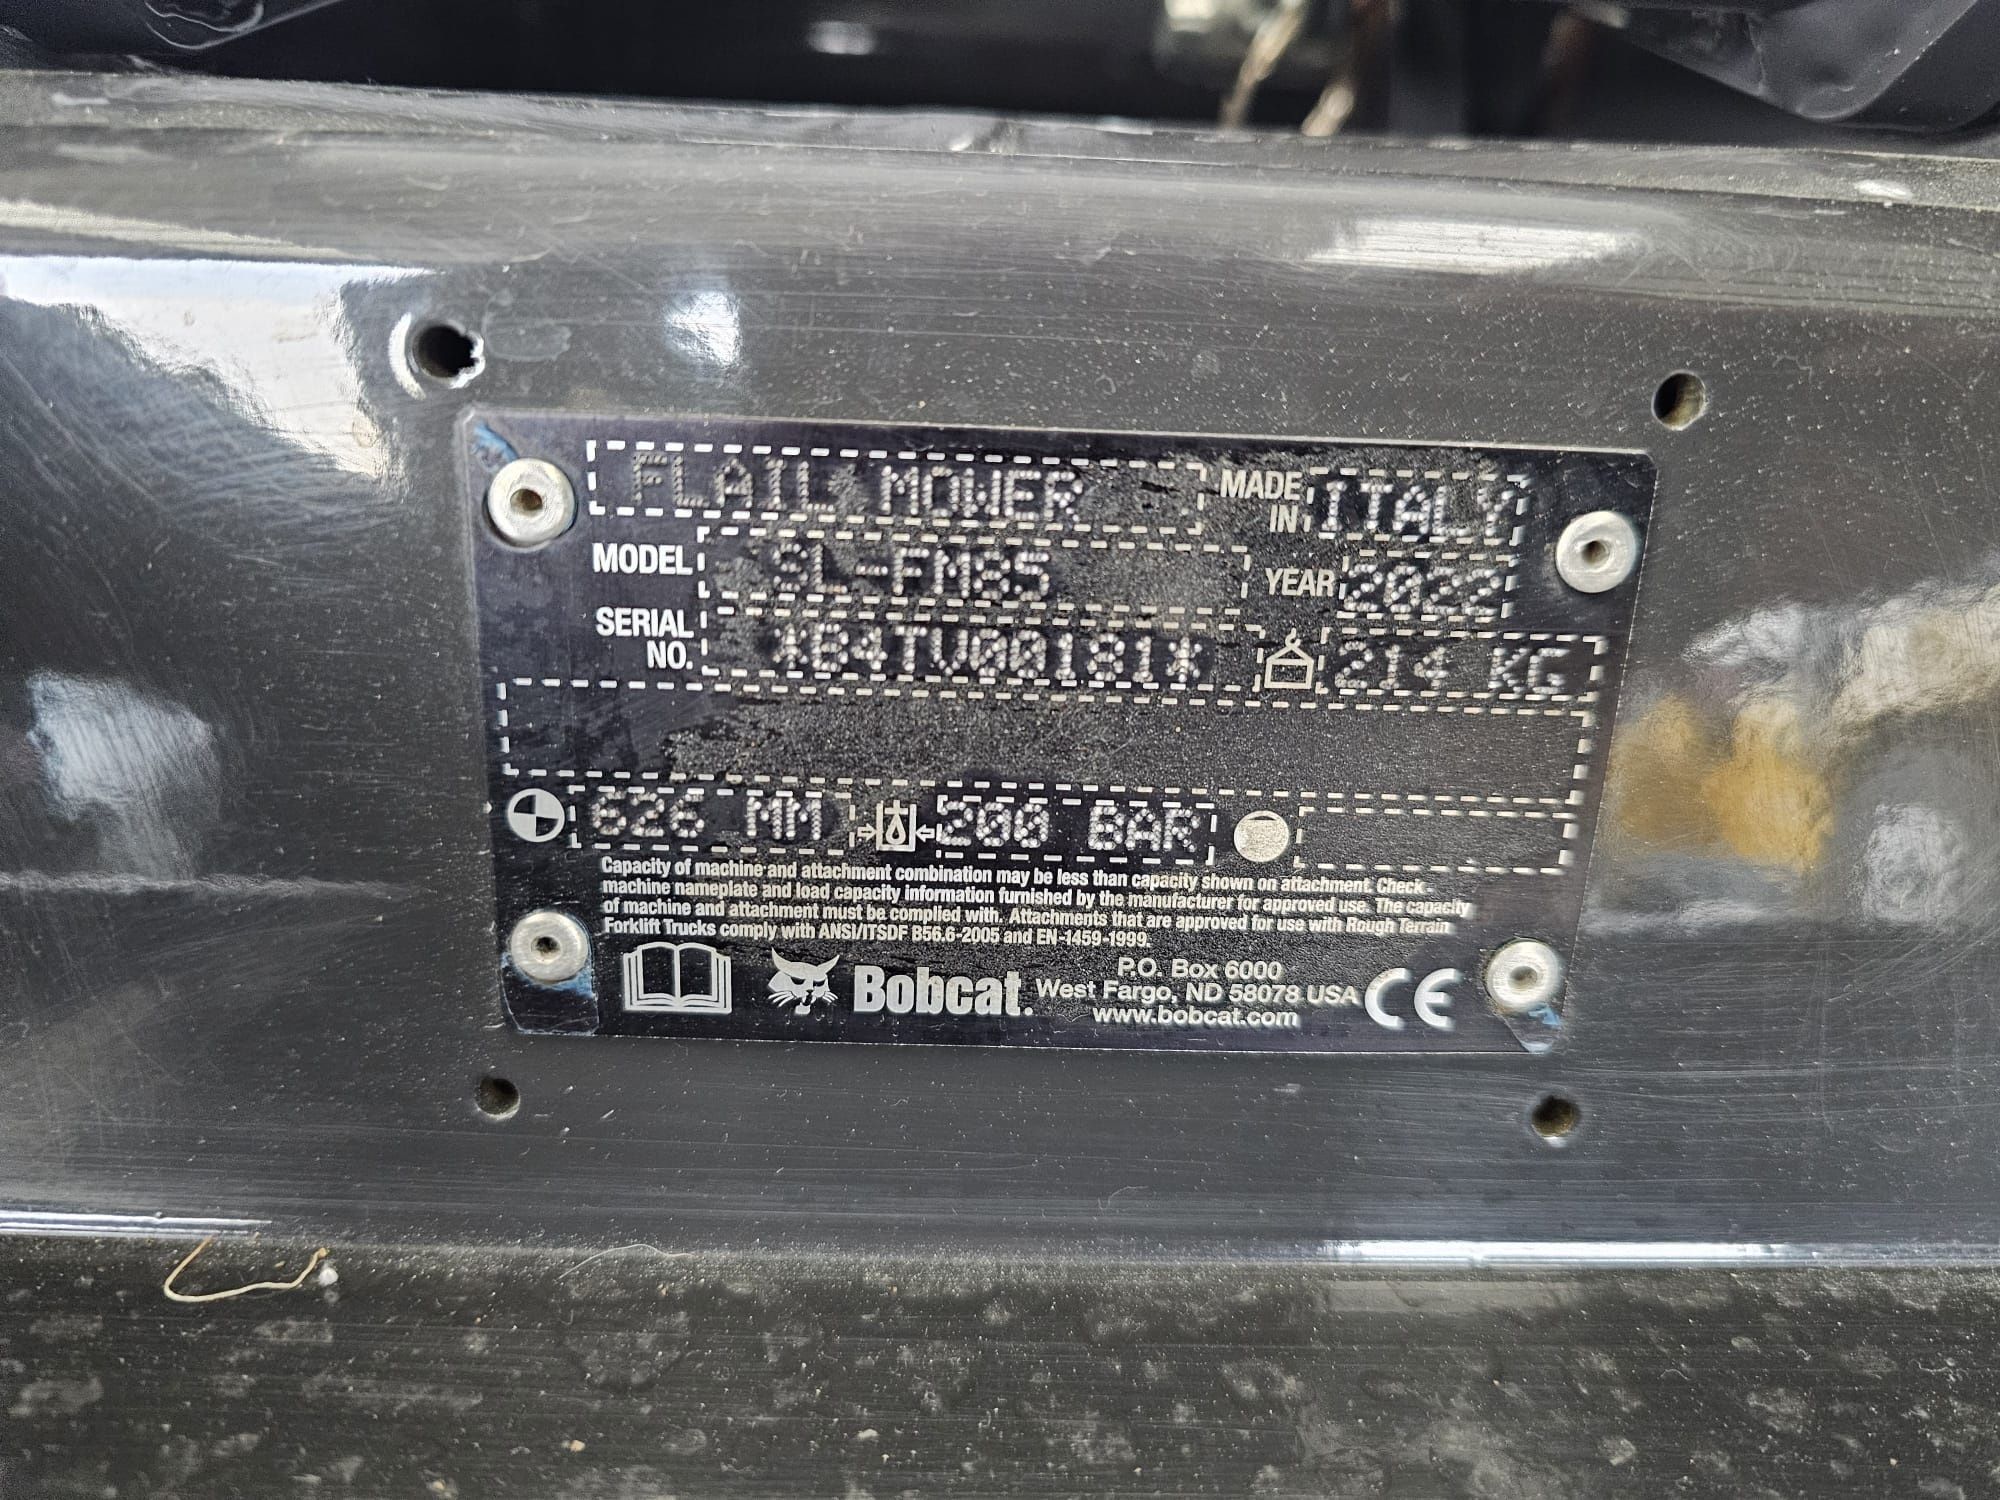 FLAIL MOWER MADE IN ITALY
MODEL SL-FM85 YEAR 2022
SERIAL NO. *B4TV00181* 214 KG
626 MM 200 BAR
Capacity of machine and attachment combination may be less than capacity shown on attachment. Check
machine nameplate and load capacity information furnished by the manufacturer for approved use. The capacity
of machine and attachment must be complied with. Attachments that are approved for use with Rough Terrain
Forklift Trucks comply with ANSI/ITSDF B56.6-2005 and EN-1459-1999.
Bobcat. P.O. Box 6000
West Fargo, ND 58078 USA
www.bobcat.com
CE